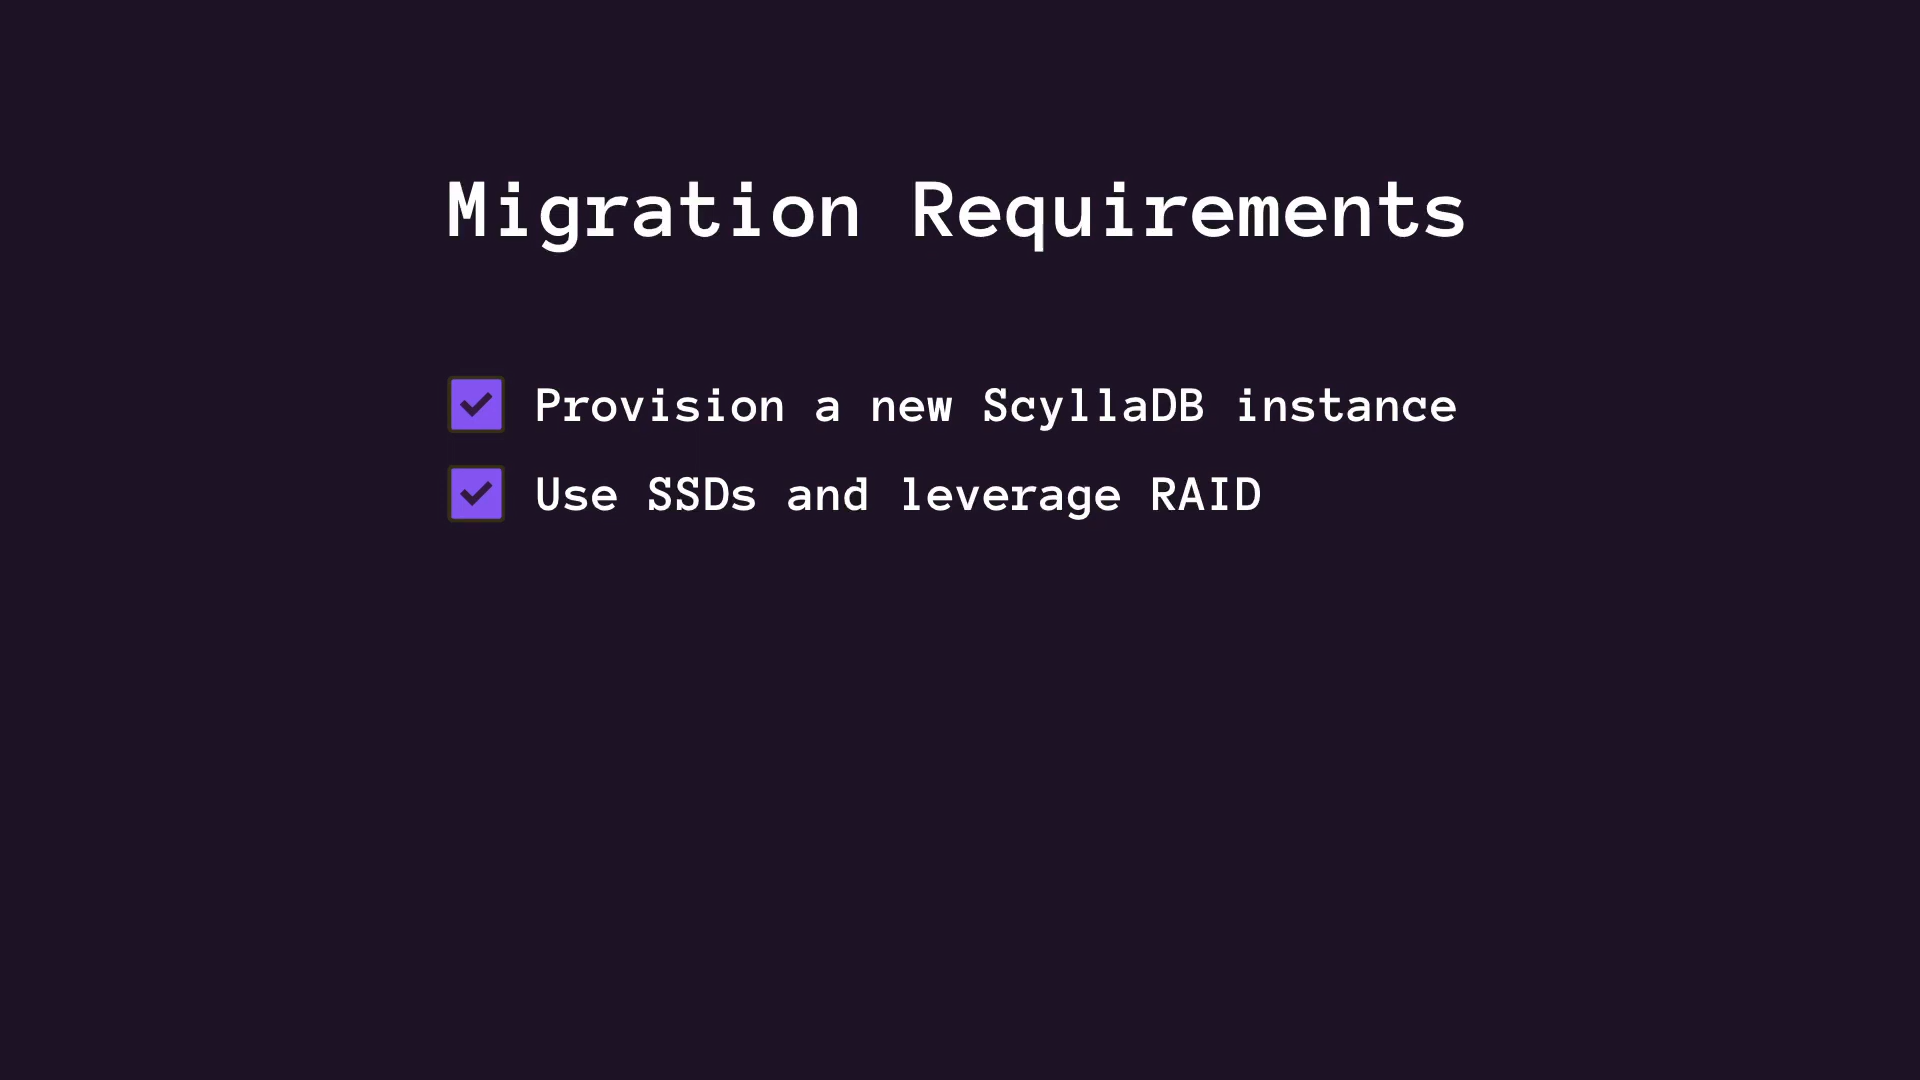 Migration Requirements
Provision a new ScyllaDB instance
Use SSDs and leverage RAID